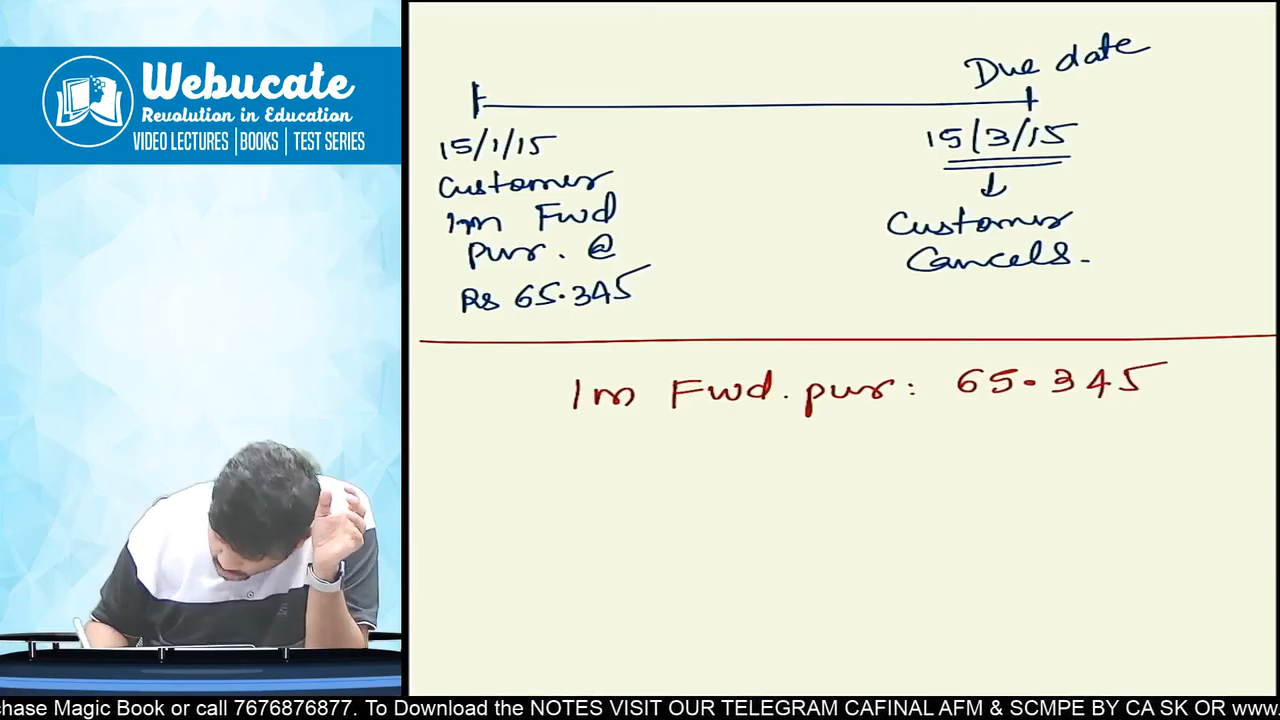 Webucate
Revolution in Education
VIDEO LECTURES | BOOKS | TEST SERIES
Due date
15/1/15
Customer
1m Fwd
pur. @
Rs 65.345
15/3/15
Customer
Cancels.
1m Fwd. pur: 65.345
chase Magic Book or call 7676876877. To Download the NOTES VISIT OUR TELEGRAM CAFINAL AFM & SCMPE BY CA SK OR www.